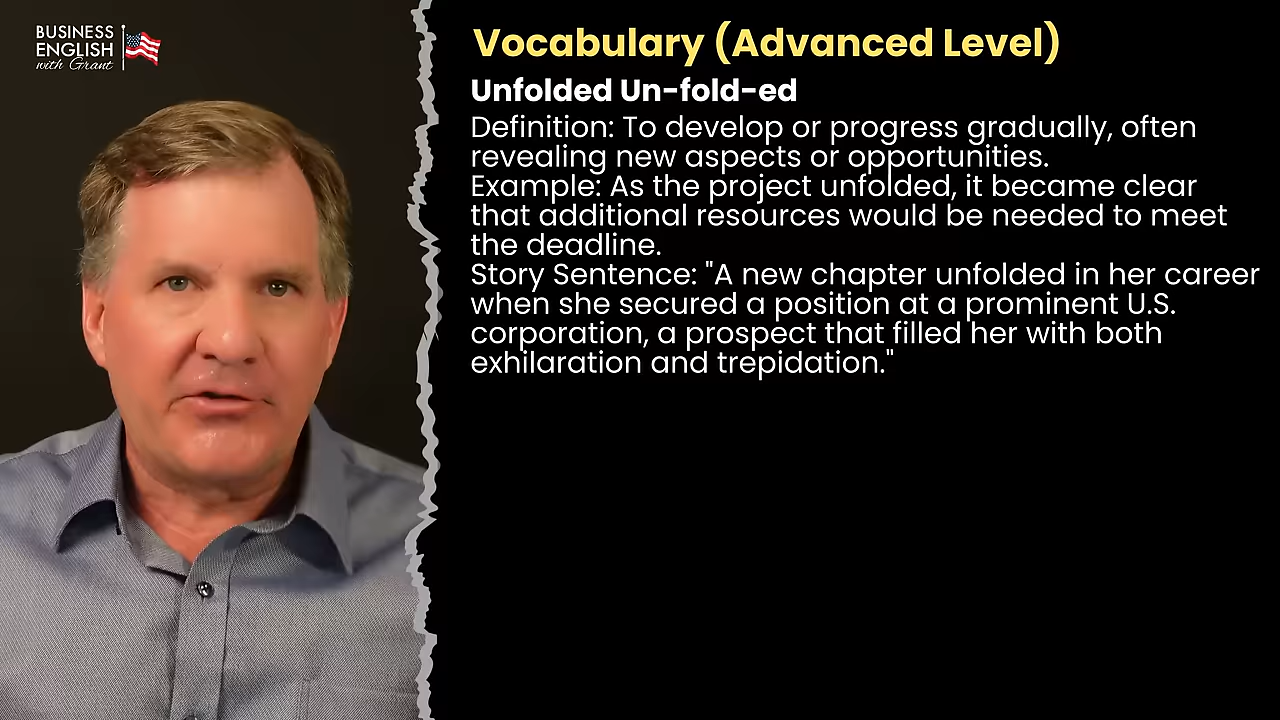 BUSINESS
ENGLISH
with Grant
Vocabulary (Advanced Level)
Unfolded Un-fold-ed
Definition: To develop or progress gradually, often
revealing new aspects or opportunities.
Example: As the project unfolded, it became clear
that additional resources would be needed to meet
the deadline.
Story Sentence: "A new chapter unfolded in her career
when she secured a position at a prominent U.S.
corporation, a prospect that filled her with both
exhilaration and trepidation."